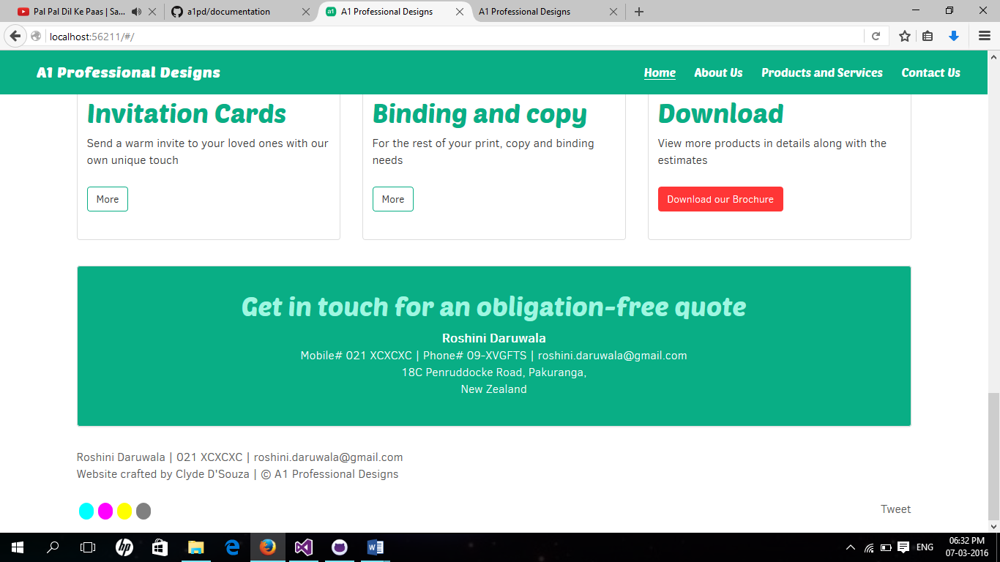 Pal Pal Dil Ke Paas | Sa...
a1pd/documentation
a1 A1 Professional Designs
A1 Professional Designs
localhost:56211/#/
A1 Professional Designs
Home About Us Products and Services Contact Us
Invitation Cards
Send a warm invite to your loved ones with our
own unique touch
More
Binding and copy
For the rest of your print, copy and binding
needs
More
Download
View more products in details along with the
estimates
Download our Brochure
Get in touch for an obligation-free quote
Roshini Daruwala
Mobile# 021 XCXCXC | Phone# 09-XVGFTS | roshini.daruwala@gmail.com
18C Penruddocke Road, Pakuranga,
New Zealand
Roshini Daruwala | 021 XCXCXC | roshini.daruwala@gmail.com
Website crafted by Clyde D'Souza | © A1 Professional Designs
Tweet
hp
ENG
06:32 PM
07-03-2016